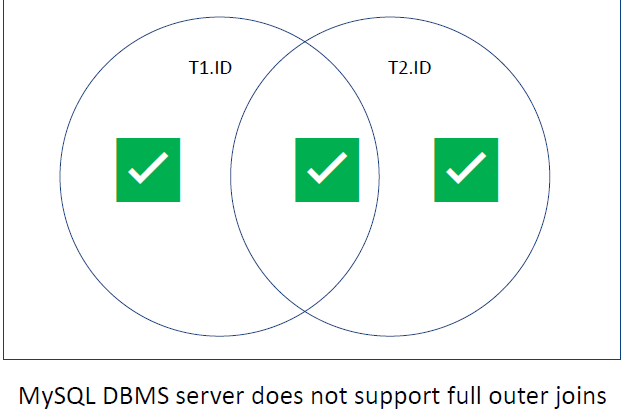 T1.ID
T2.ID
MySQL DBMS server does not support full outer joins